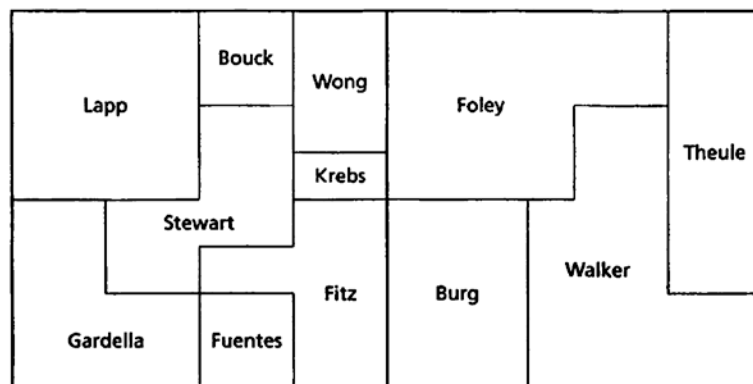 Bouck
Wong
Lapp
Foley
Theule
Krebs
Stewart
Walker
Fitz
Burg
Gardella
Fuentes